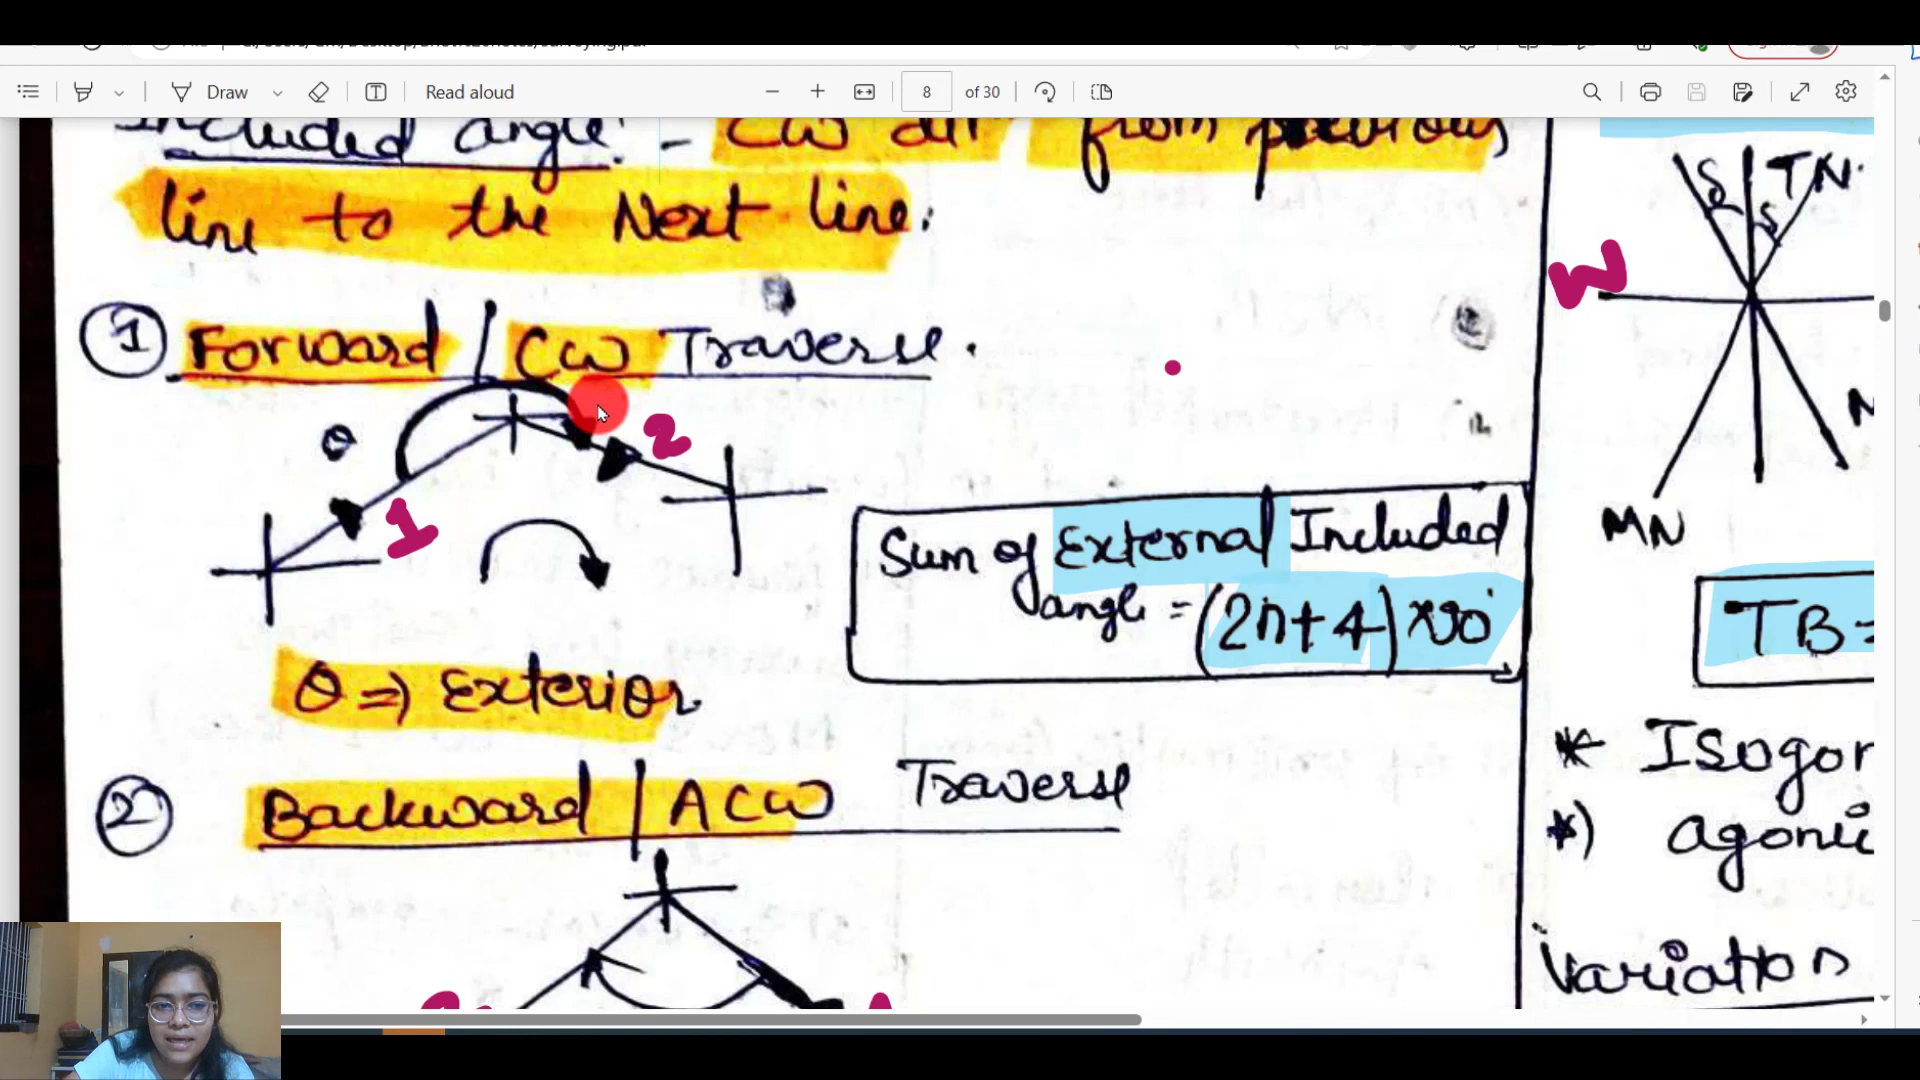 Draw
Read aloud
8 of 30
Included angle! - CW dir from previous
line to the Next line.
1 Forward / CW Traverse.
θ
2
1
Sum of External Included
angle = (2n+4)×90°
θ => Exterior
2 Backward / ACW Traverse
S TN
S
W
MN
TB =
* Isogon
*) agonic
Variation